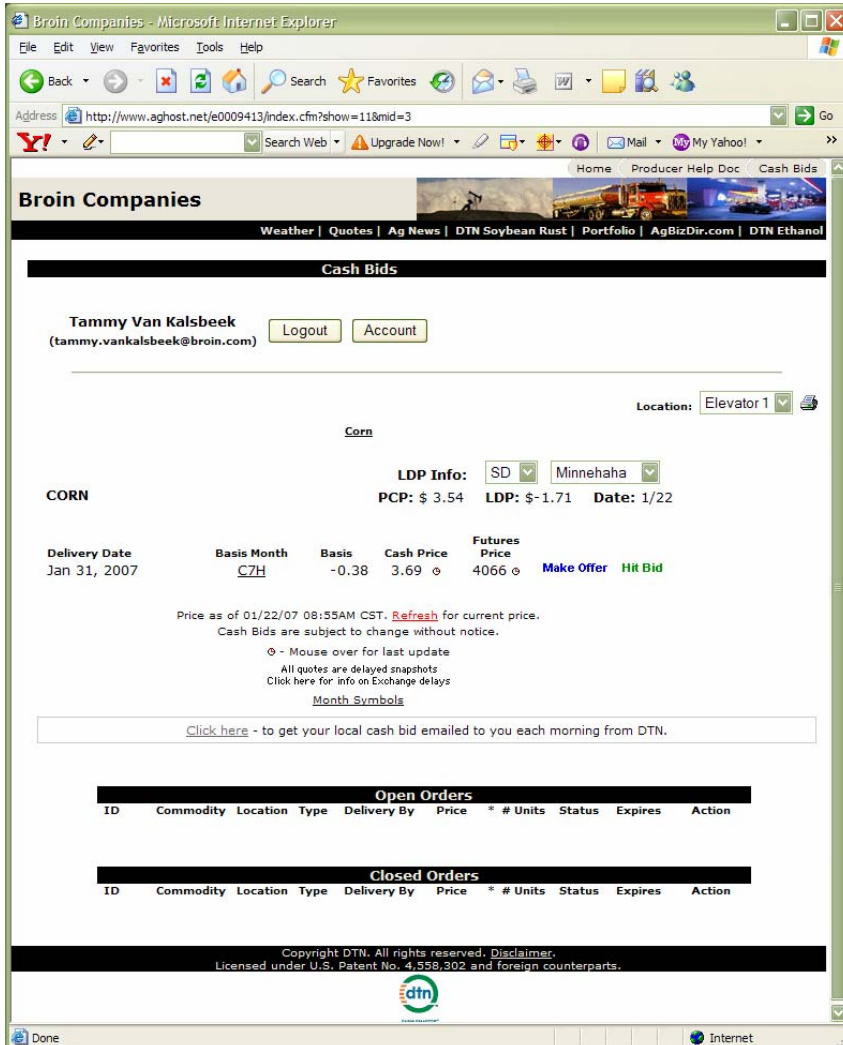 Broin Companies - Microsoft Internet Explorer
File Edit View Favorites Tools Help
Back Search Favorites
Address http://www.aghost.net/e0009413/index.cfm?show=11&mid=3 Go
Y! Search Web Upgrade Now! Mail My My Yahoo! »
Home Producer Help Doc Cash Bids
Broin Companies
Weather | Quotes | Ag News | DTN Soybean Rust | Portfolio | AgBizDir.com | DTN Ethanol
Cash Bids
Tammy Van Kalsbeek
(tammy.vankalsbeek@broin.com)
Logout Account
Location: Elevator 1
Corn
LDP Info: SD Minnehaha
CORN PCP: $ 3.54 LDP: $-1.71 Date: 1/22
Delivery Date Basis Month Basis Cash Price Futures Price
Jan 31, 2007 C7H -0.38 3.69 4066 Make Offer Hit Bid
Price as of 01/22/07 08:55AM CST. Refresh for current price.
Cash Bids are subject to change without notice.
- Mouse over for last update
All quotes are delayed snapshots
Click here for info on Exchange delays
Month Symbols
Click here - to get your local cash bid emailed to you each morning from DTN.
Open Orders
ID Commodity Location Type Delivery By Price * # Units Status Expires Action
Closed Orders
ID Commodity Location Type Delivery By Price * # Units Status Expires Action
Copyright DTN. All rights reserved. Disclaimer.
Licensed under U.S. Patent No. 4,558,302 and foreign counterparts.
dtn
Done Internet